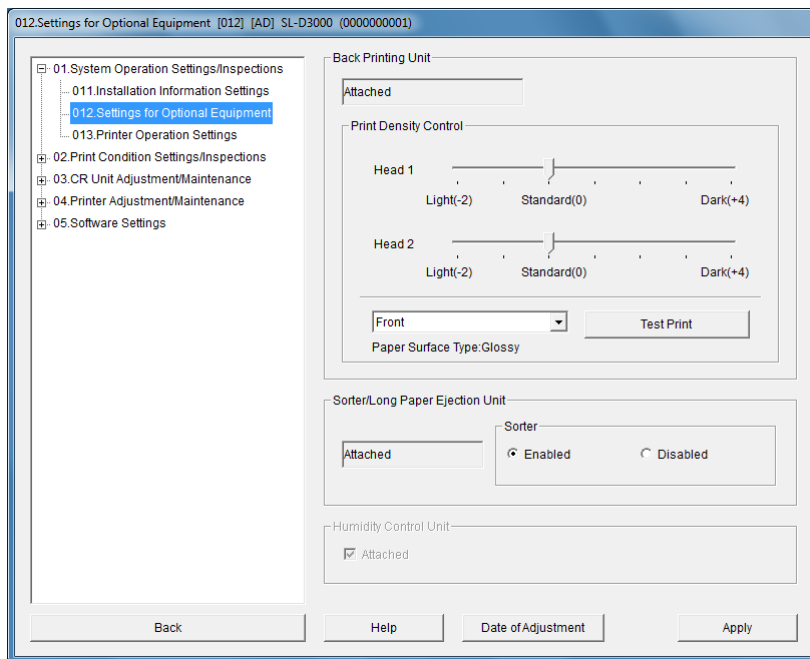 012.Settings for Optional Equipment [012] [AD] SL-D3000 (0000000001)
01.System Operation Settings/Inspections
011.Installation Information Settings
012.Settings for Optional Equipment
013.Printer Operation Settings
02.Print Condition Settings/Inspections
03.CR Unit Adjustment/Maintenance
04.Printer Adjustment/Maintenance
05.Software Settings
Back Printing Unit
Attached
Print Density Control
Head 1
Light(-2) Standard(0) Dark(+4)
Head 2
Light(-2) Standard(0) Dark(+4)
Front Test Print
Paper Surface Type:Glossy
Sorter/Long Paper Ejection Unit
Attached
Sorter
Enabled Disabled
Humidity Control Unit
Attached
Back Help Date of Adjustment Apply